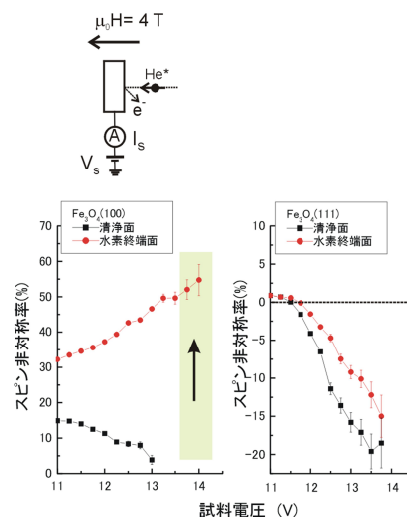 μ₀H= 4 T
He*
e⁻
A
Iₛ
Vₛ
Fe₃O₄(100)
清浄面
水素終端面
スピン非対称率(%)
70
60
50
40
30
20
10
0
11
12
13
14
Fe₃O₄(111)
清浄面
水素終端面
スピン非対称率(%)
10
5
0
-5
-10
-15
-20
11
12
13
14
試料電圧 (V)